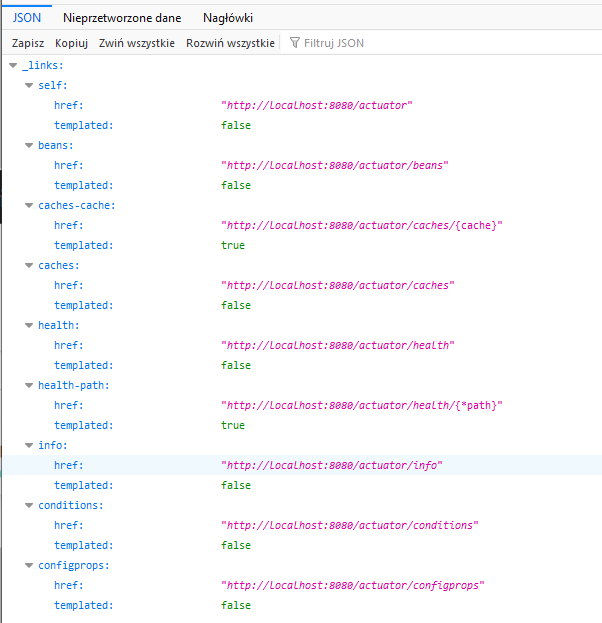 JSON Nieprzetworzone dane Nagłówki
Zapisz Kopiuj Zwiń wszystkie Rozwiń wszystkie Filtruj JSON
_links:
self:
href: "http://localhost:8080/actuator"
templated: false
beans:
href: "http://localhost:8080/actuator/beans"
templated: false
caches-cache:
href: "http://localhost:8080/actuator/caches/{cache}"
templated: true
caches:
href: "http://localhost:8080/actuator/caches"
templated: false
health:
href: "http://localhost:8080/actuator/health"
templated: false
health-path:
href: "http://localhost:8080/actuator/health/{*path}"
templated: true
info:
href: "http://localhost:8080/actuator/info"
templated: false
conditions:
href: "http://localhost:8080/actuator/conditions"
templated: false
configprops:
href: "http://localhost:8080/actuator/configprops"
templated: false